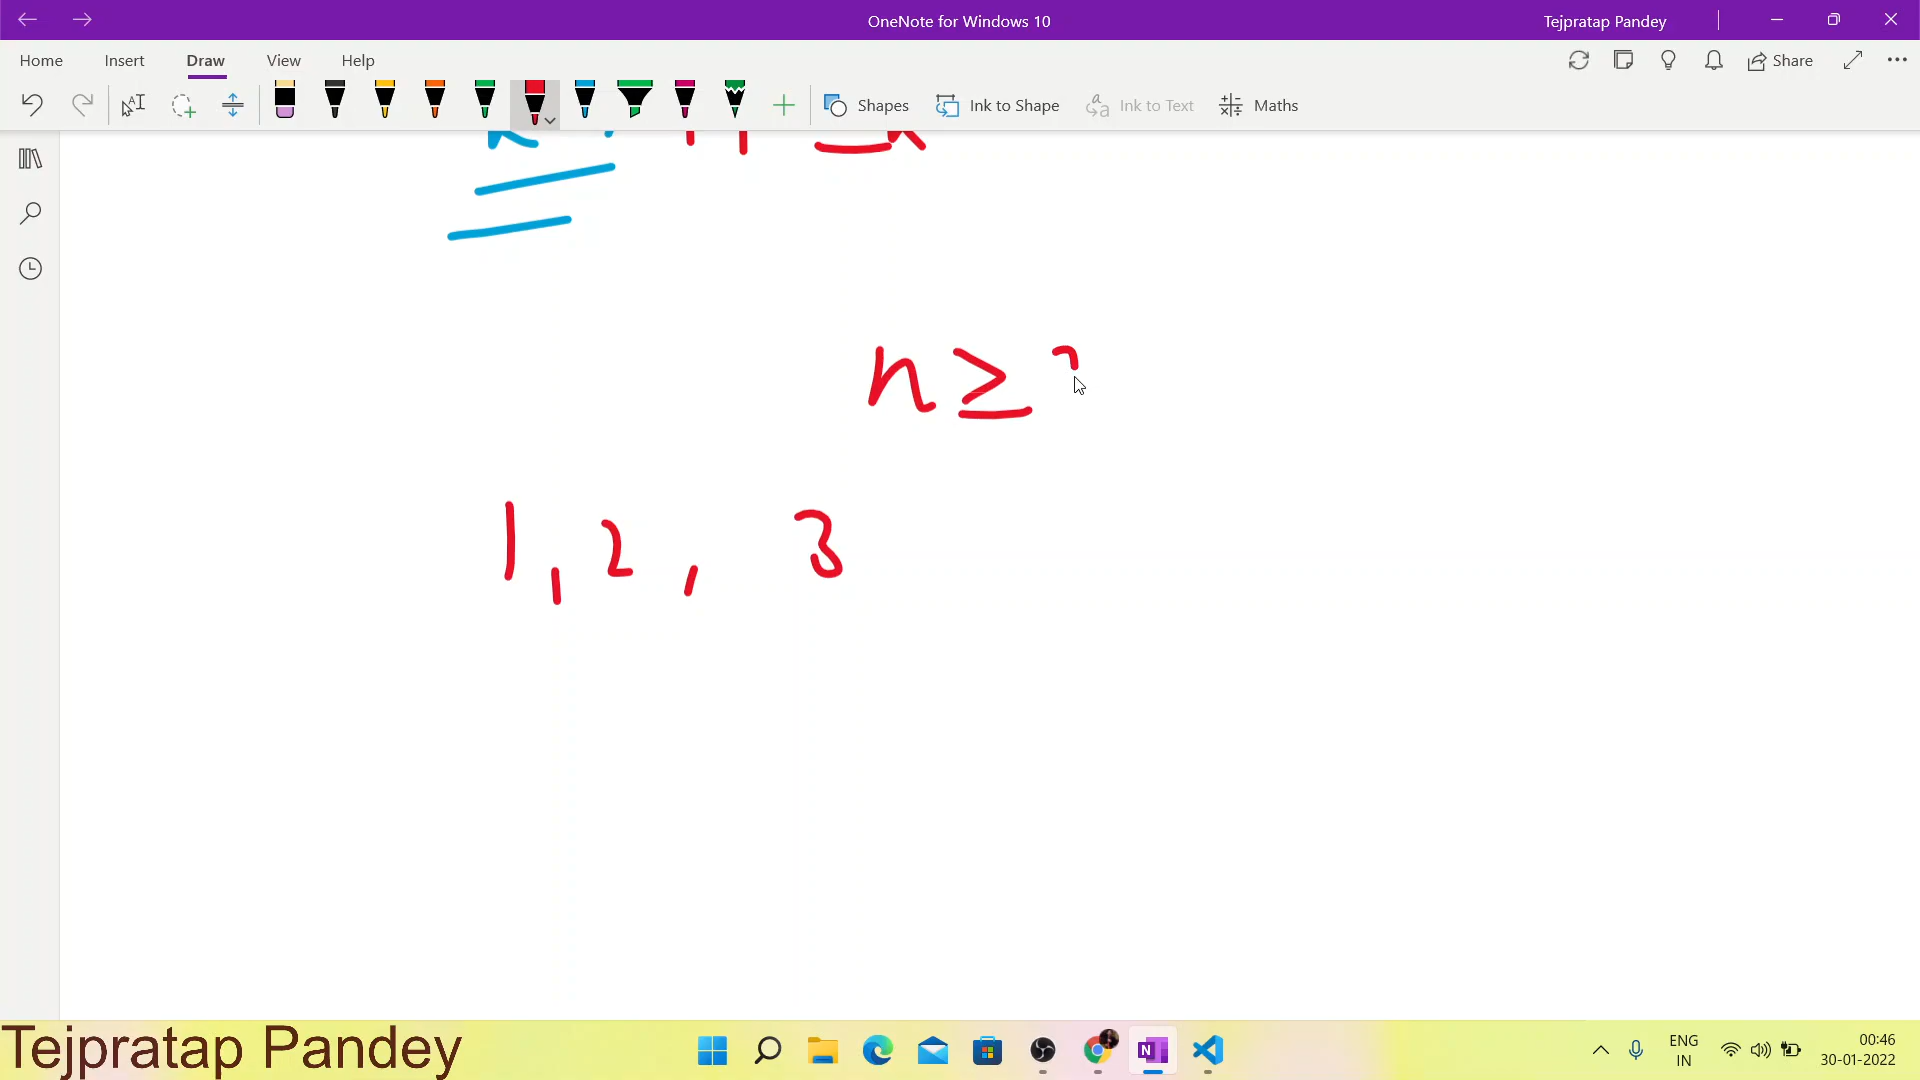 OneNote for Windows 10 Tejpratap Pandey
Home Insert Draw View Help Share
Shapes Ink to Shape Ink to Text Maths
n ≥
1, 2, 3
Tejpratap Pandey
ENG 00:46
IN 30-01-2022